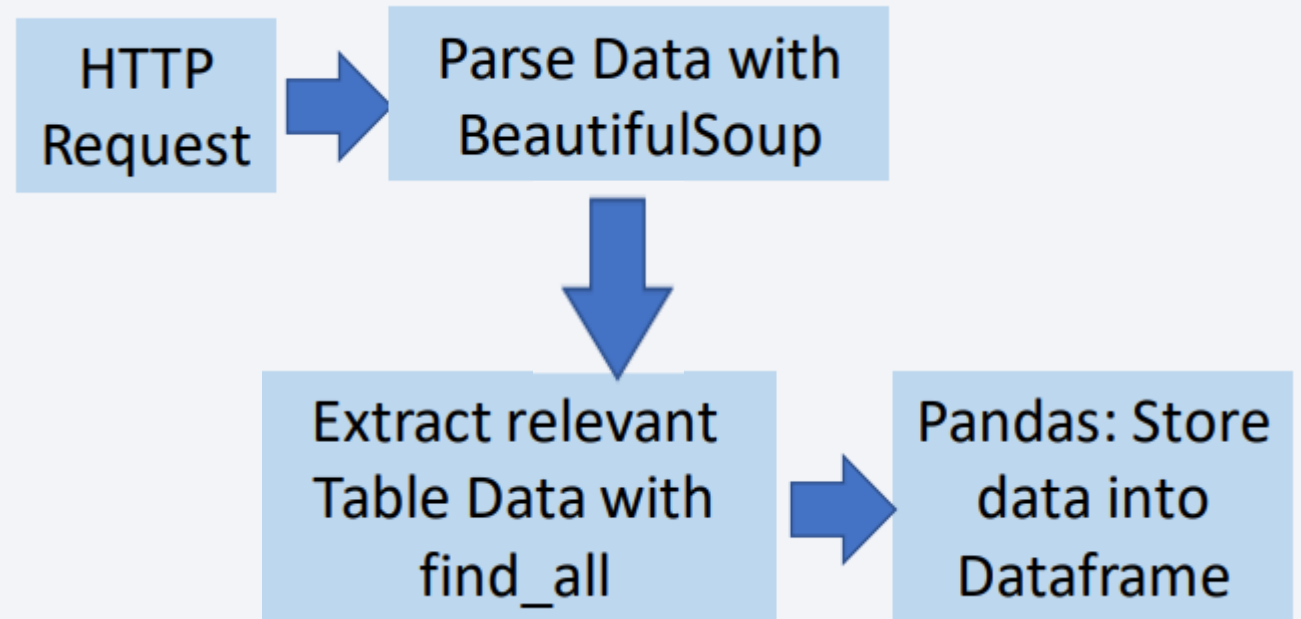 HTTP
Request
Parse Data with
BeautifulSoup
Extract relevant
Table Data with
find_all
Pandas: Store
data into
Dataframe